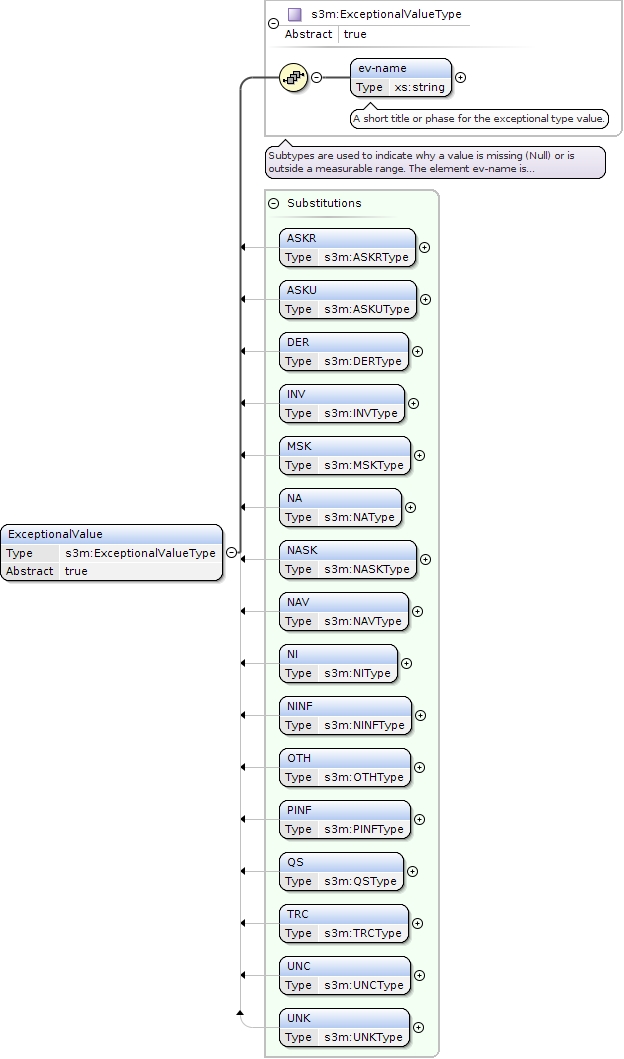 s3m:ExceptionalValueType
Abstract true
ev-name
Type xs:string
A short title or phase for the exceptional type value.
Subtypes are used to indicate why a value is missing (Null) or is
outside a measurable range. The element ev-name is...
Substitutions
ASKR
Type s3m:ASKRType
ASKU
Type s3m:ASKUType
DER
Type s3m:DERType
INV
Type s3m:INVType
MSK
Type s3m:MSKType
NA
Type s3m:NAType
ExceptionalValue
Type s3m:ExceptionalValueType
Abstract true
NASK
Type s3m:NASKType
NAV
Type s3m:NAVType
NI
Type s3m:NIType
NINF
Type s3m:NINFType
OTH
Type s3m:OTHType
PINF
Type s3m:PINFType
QS
Type s3m:QSType
TRC
Type s3m:TRCType
UNC
Type s3m:UNCType
UNK
Type s3m:UNKType